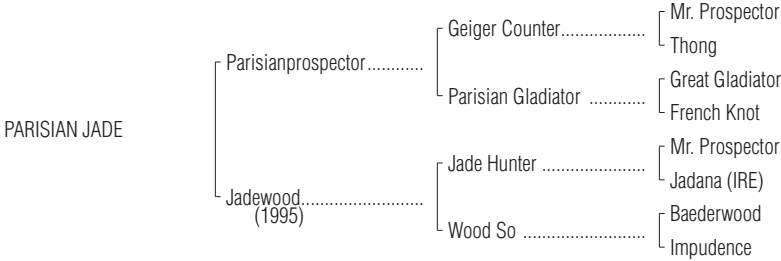 Mr. Prospector
Geiger Counter...................
Thong
Parisianprospector............
Great Gladiator
Parisian Gladiator ............
French Knot
PARISIAN JADE
Mr. Prospector
Jade Hunter ......................
Jadana (IRE)
Jadewood..........................
(1995)
Baederwood
Wood So ..........................
Impudence